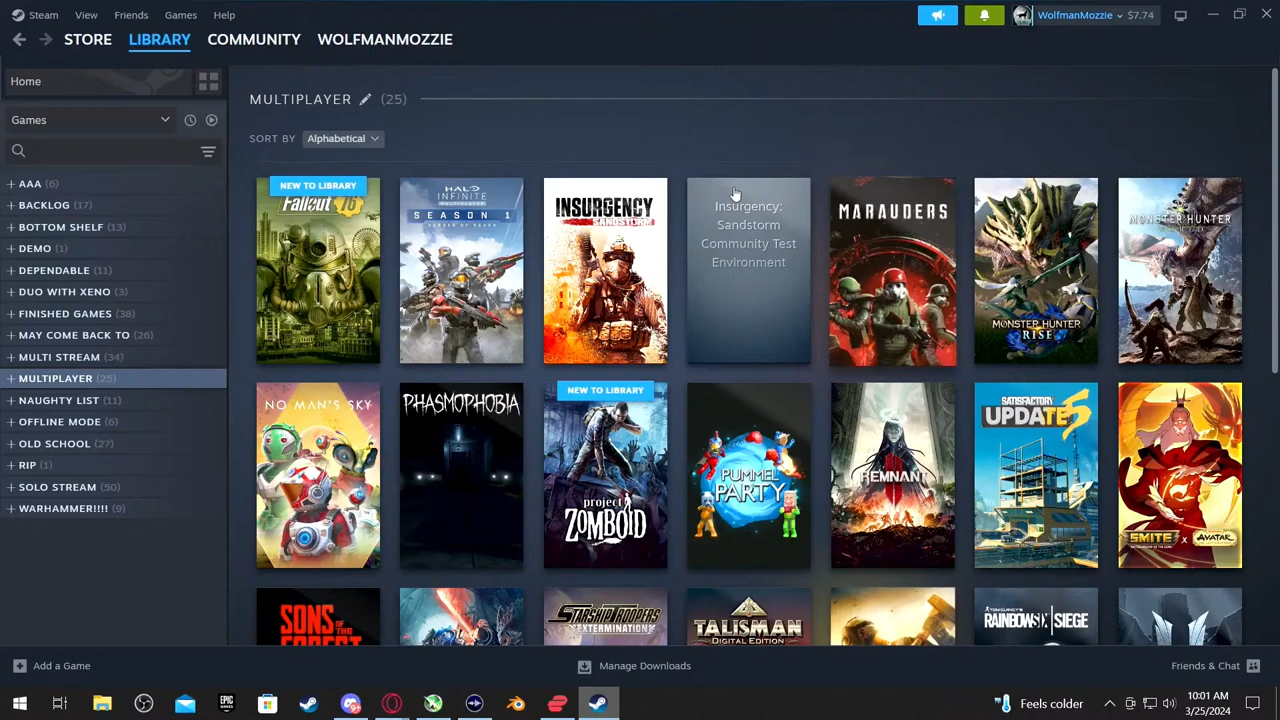 Steam View Friends Games Help
WolfmanMozzie $7.74
STORE LIBRARY COMMUNITY WOLFMANMOZZIE
Home
Games
+ AAA (6)
+ BACKLOG (17)
+ BOTTOM SHELF (13)
+ DEMO (1)
+ DEPENDABLE (11)
+ DUO WITH XENO (3)
+ FINISHED GAMES (38)
+ MAY COME BACK TO (26)
+ MULTI STREAM (34)
+ MULTIPLAYER (25)
+ NAUGHTY LIST (11)
+ OFFLINE MODE (6)
+ OLD SCHOOL (27)
+ RIP (1)
+ SOLO STREAM (50)
+ WARHAMMER!!!! (9)
MULTIPLAYER (25)
SORT BY Alphabetical
NEW TO LIBRARY
Fallout 76
HALO
INFINITE
SEASON 1
INSURGENCY
SANDSTORM
Insurgency:
Sandstorm
Community Test
Environment
MARAUDERS
MONSTER HUNTER
RISE
MONSTER HUNTER
NO MAN'S SKY
PHASMOPHOBIA
NEW TO LIBRARY
project
ZOMBOID
PUMMEL
PARTY
REMNANT
SATISFACTORY
UPDATE 5
SMITE x AVATAR
SONS
OF THE
FOREST
STARSHIP TROOPERS
EXTERMINATION
TALISMAN
DIGITAL EDITION
TOM CLANCY'S
RAINBOW SIEGE
Add a Game
Manage Downloads
Friends & Chat
EPIC
GAMES
9+
Feels colder
10:01 AM
3/25/2024